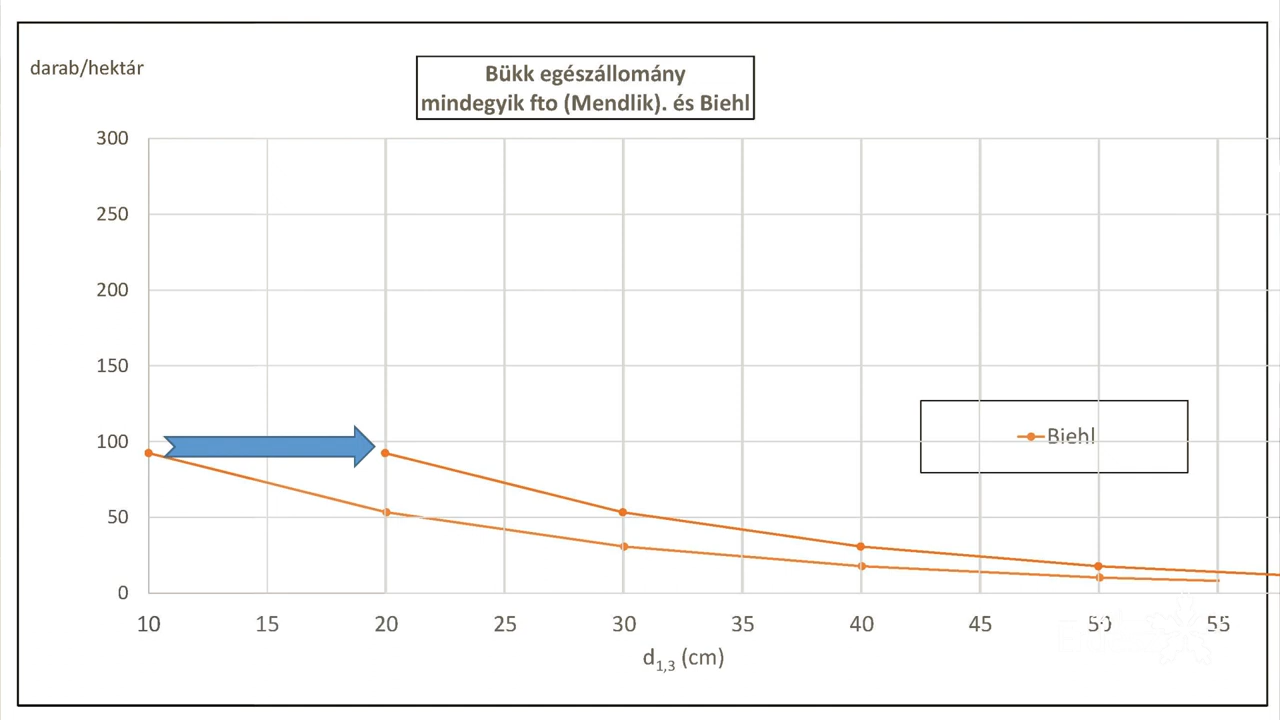 darab/hektár
Bükk egészállomány
mindegyik fto (Mendlik). és Biehl
300
250
200
150
100
50
0
Biehl
10 15 20 25 30 35 40 45 50 55
d1,3 (cm)